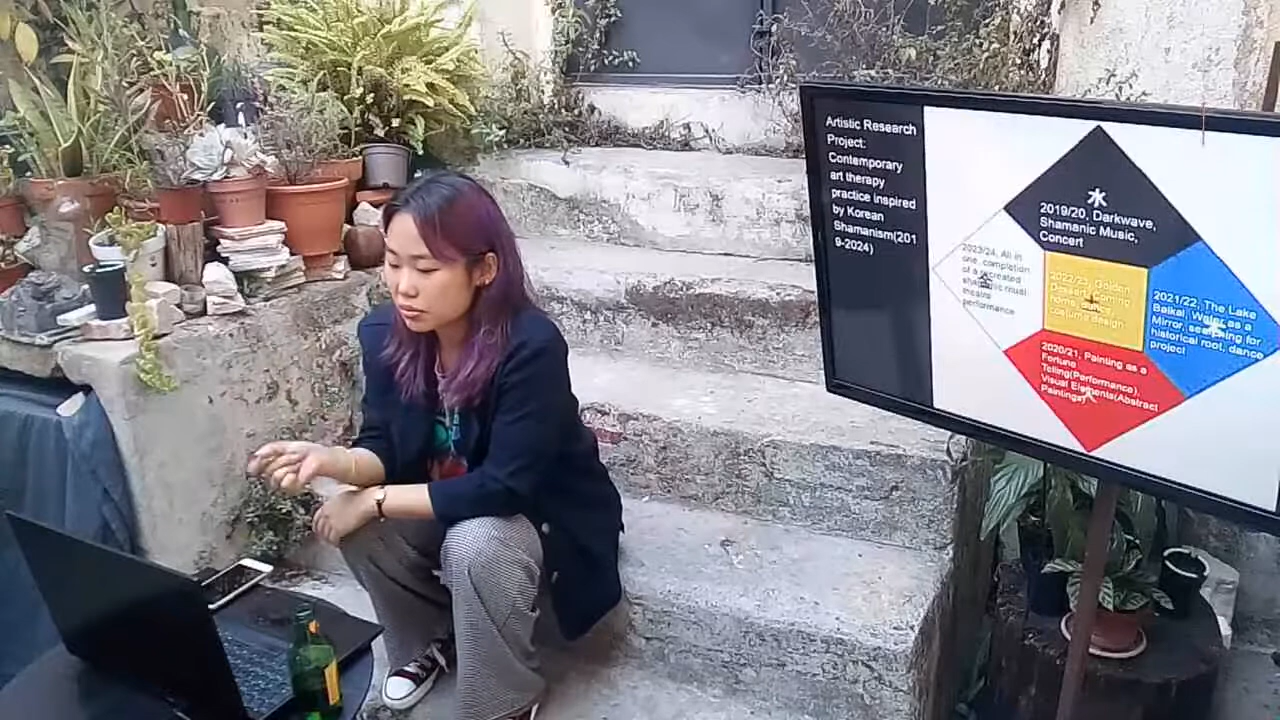 Artistic Research
Project:
Contemporary
art therapy
practice inspired
by Korean
Shamanism(201
9-2024)
水
2019/20, Darkwave,
Shamanic Music,
Concert
2023/24, All in
one, completion
of a recreated
ritual
performance
2022/23, Golden
Desert, Coming
home, dance,
costume design
2021/22, The Lake
Baikal, Water as a
Mirror, searching for
historical root, dance
project
2020/21, Painting as a
Fortune
Telling(Performance),
Visual Elements(Abstract
Paintings)